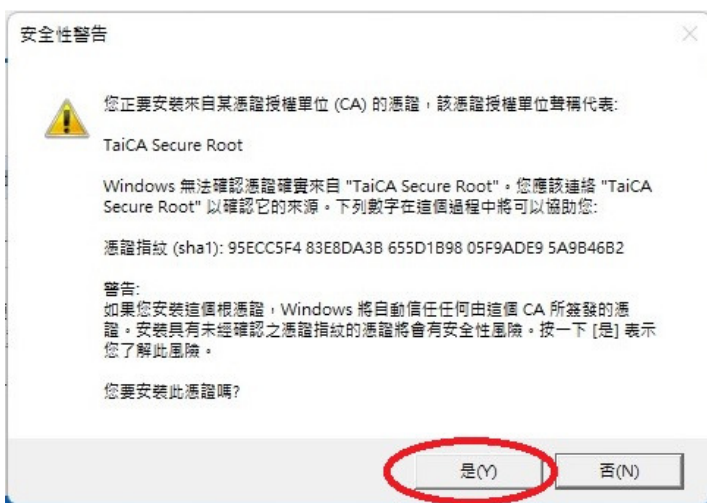 安全性警告
您正要安裝來自某憑證授權單位 (CA) 的憑證，該憑證授權單位聲稱代表:
TaiCA Secure Root
Windows 無法確認憑證確實來自 "TaiCA Secure Root"。您應該連絡 "TaiCA
Secure Root" 以確認它的來源。下列數字在這個過程中將可以協助您:
憑證指紋 (sha1): 95ECC5F4 83E8DA3B 655D1B98 05F9ADE9 5A9B46B2
警告:
如果您安裝這個根憑證，Windows 將自動信任任何由這個 CA 所簽發的憑
證。安裝具有未經確認之憑證指紋的憑證將會有安全性風險。按一下 [是] 表示
您了解此風險。
您要安裝此憑證嗎?
是(Y)
否(N)